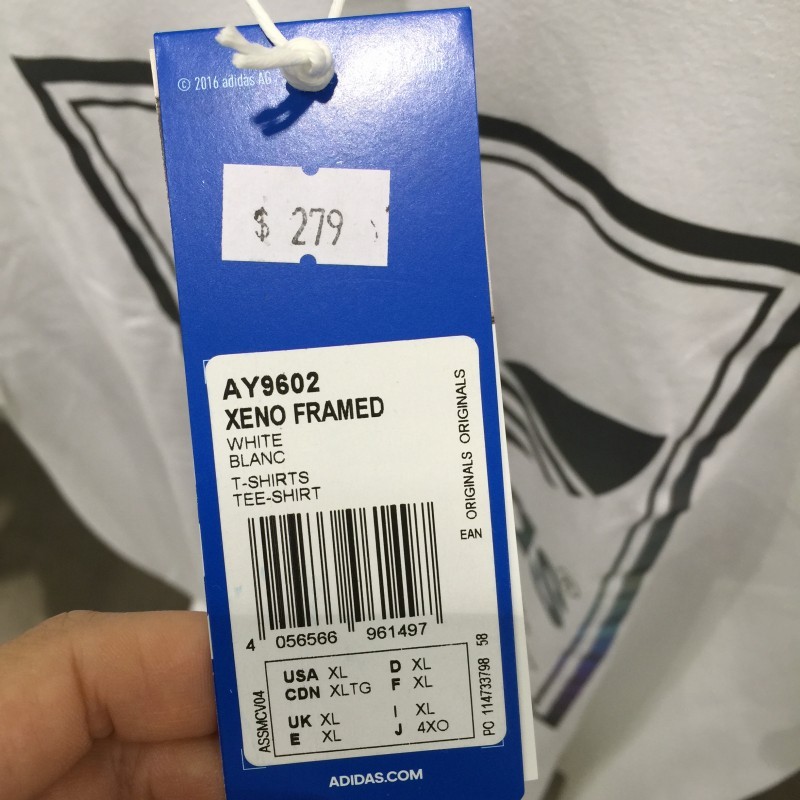 © 2016 adidas AG
$ 279
AY9602
XENO FRAMED
WHITE
BLANC
T-SHIRTS
TEE-SHIRT
ORIGINALS ORIGINALS
EAN
4 056566 961497
USA XL D XL
CDN XLTG F XL
UK XL I XL
E XL J 4XO
ASSMCV04
PO 114733798 58
ADIDAS.COM